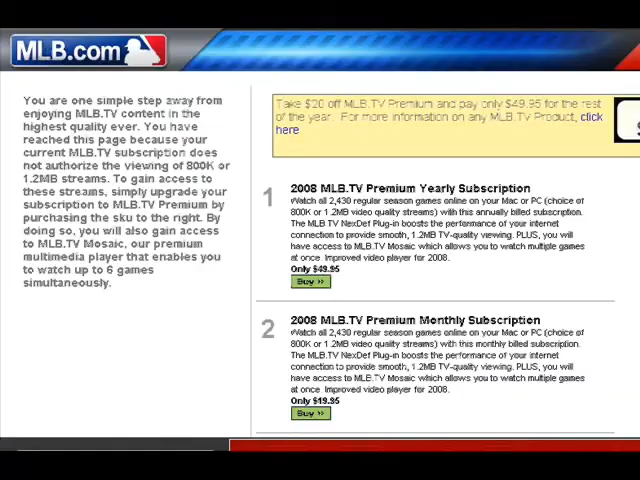 MLB.com
You are one simple step away from
enjoying MLB.TV content in the
highest quality ever. You have
reached this page because your
current MLB.TV subscription does
not authorize the viewing of 800K or
1.2MB streams. To gain access to
these streams, simply upgrade your
subscription to MLB.TV Premium by
purchasing the sku to the right. By
doing so, you will also gain access
to MLB.TV Mosaic, our premium
multimedia player that enables you
to watch up to 6 games
simultaneously.
Take $20 off MLB.TV Premium and pay only $49.95 for the rest
of the year. For more information on any MLB.TV Product, click
here
1
2008 MLB.TV Premium Yearly Subscription
Watch all 2,430 regular season games online on your Mac or PC (choice of
800K or 1.2MB video quality streams) with this annually billed subscription.
The MLB.TV NexDef Plug-in boosts the performance of your internet
connection to provide smooth, 1.2MB TV-quality viewing. PLUS, you will
have access to MLB.TV Mosaic which allows you to watch multiple games
at once. Improved video player for 2008.
Only $49.95
Buy »
2
2008 MLB.TV Premium Monthly Subscription
Watch all 2,430 regular season games online on your Mac or PC (choice of
800K or 1.2MB video quality streams) with this monthly billed subscription.
The MLB.TV NexDef Plug-in boosts the performance of your internet
connection to provide smooth, 1.2MB TV-quality viewing. PLUS, you will
have access to MLB.TV Mosaic which allows you to watch multiple games
at once. Improved video player for 2008.
Only $19.95
Buy »